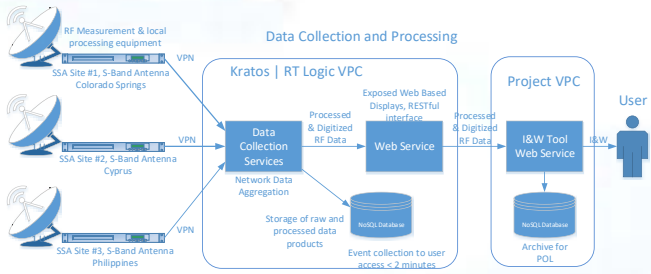 Data Collection and Processing
RF Measurement & local
processing equipment
VPN
SSA Site #1, S-Band Antenna
Colorado Springs
VPN
SSA Site #2, S-Band Antenna
Cyprus
VPN
SSA Site #3, S-Band Antenna
Philippines
Kratos | RT Logic VPC
Data
Collection
Services
Network Data
Aggregation
Processed
& Digitized
RF Data
Exposed Web Based
Displays, RESTful
interface
Web Service
Storage of raw and
processed data
products
NoSQL Database
Event collection to user
access < 2 minutes
Processed
& Digitized
RF Data
Project VPC
I&W Tool
Web Service
NoSQL Database
Archive for
POL
I&W
User